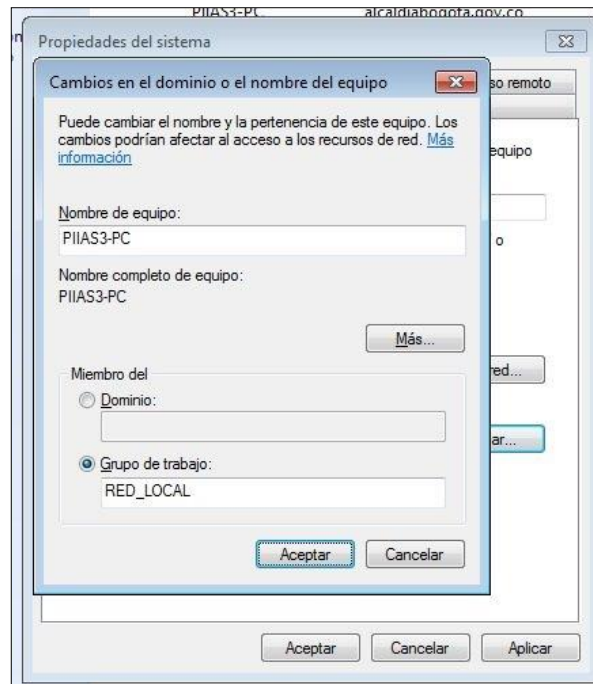 PIIAS3-PC alcaldiabogota.gov.co
Propiedades del sistema
Cambios en el dominio o el nombre del equipo
so remoto
Puede cambiar el nombre y la pertenencia de este equipo. Los
cambios podrían afectar al acceso a los recursos de red. Más
información
equipo
Nombre de equipo:
PIIAS3-PC
o
Nombre completo de equipo:
PIIAS3-PC
Más...
Miembro del
red...
Dominio:
ar...
Grupo de trabajo:
RED_LOCAL
Aceptar Cancelar
Aceptar Cancelar Aplicar